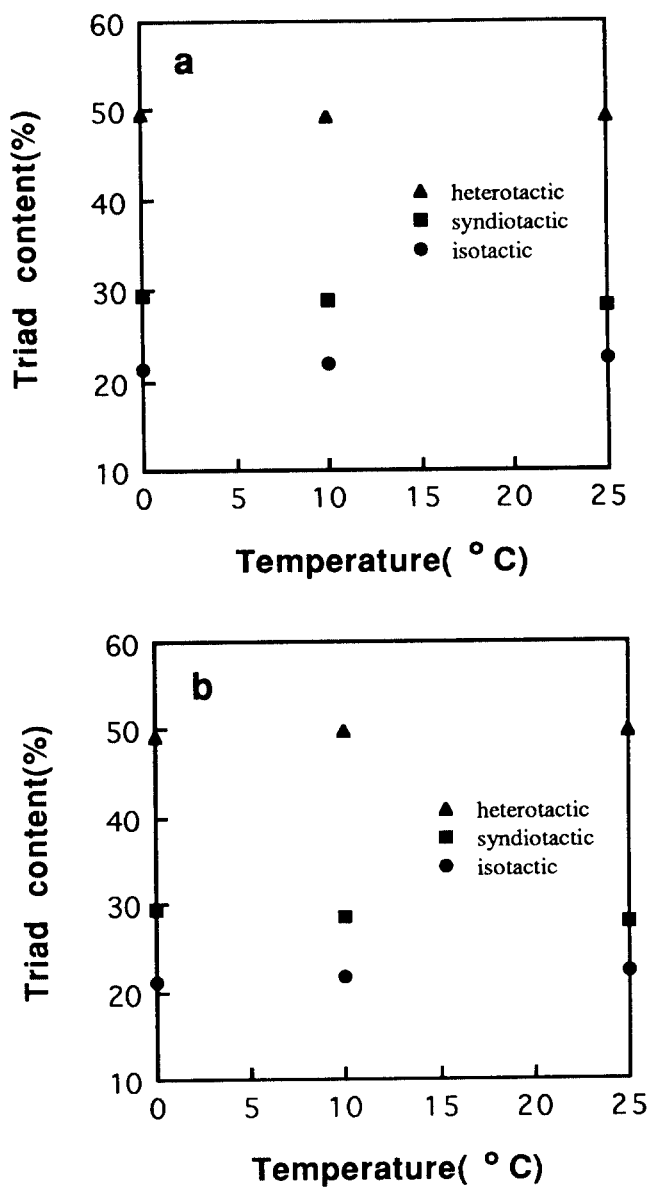 60
a
50
Triad content(%)
40
▲ heterotactic
■ syndiotactic
● isotactic
30
20
10
0 5 10 15 20 25
Temperature( °C)
60
b
50
Triad content(%)
40
▲ heterotactic
■ syndiotactic
● isotactic
30
20
10
0 5 10 15 20 25
Temperature( °C)